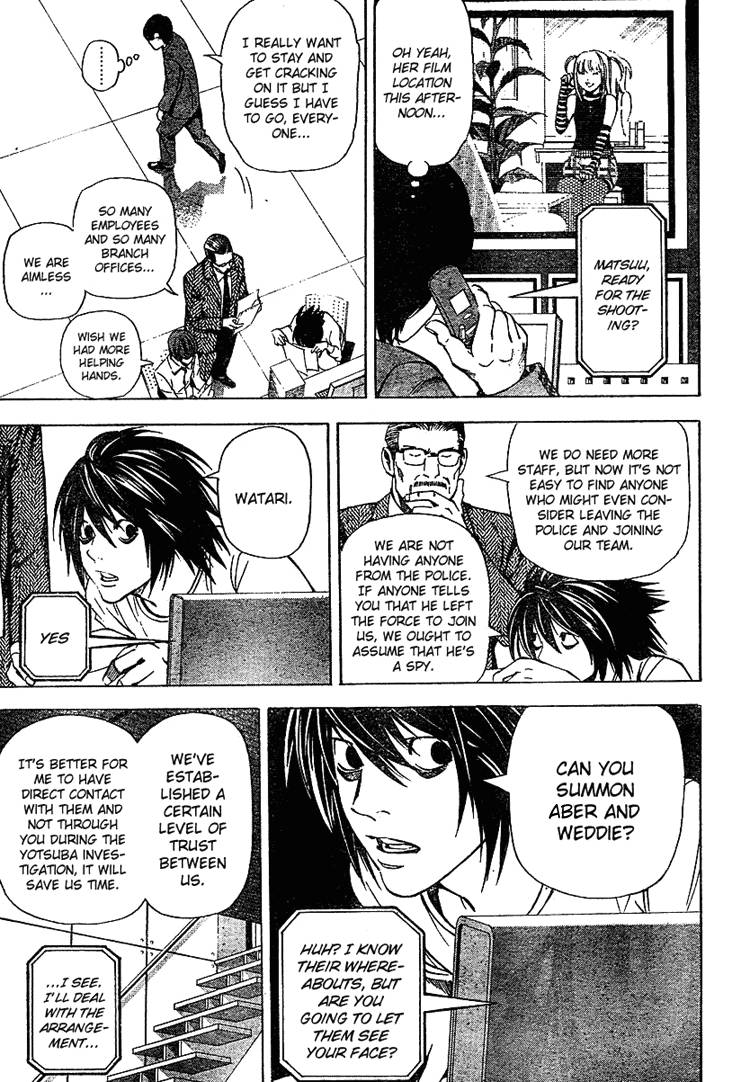 OH YEAH,
HER FILM
LOCATION
THIS AFTER-
NOON...
MATSUU,
READY
FOR THE
SHOOT-
ING?
I REALLY WANT
TO STAY AND
GET CRACKING
ON IT BUT I
GUESS I HAVE
TO GO, EVERY-
ONE...
........
SO MANY
EMPLOYEES
AND SO MANY
BRANCH
OFFICES...
WE ARE
AIMLESS
...
WISH WE
HAD MORE
HELPING
HANDS.
WE DO NEED MORE
STAFF, BUT NOW IT'S NOT
EASY TO FIND ANYONE
WHO MIGHT EVEN CON-
SIDER LEAVING THE
POLICE AND JOINING
OUR TEAM.
WE ARE NOT
HAVING ANYONE
FROM THE POLICE.
IF ANYONE TELLS
YOU THAT HE LEFT
THE FORCE TO JOIN
US, WE OUGHT TO
ASSUME THAT HE'S
A SPY.
WATARI.
YES
CAN YOU
SUMMON
ABER AND
WEDDIE?
HUH? I KNOW
THEIR WHERE-
ABOUTS, BUT
ARE YOU
GOING TO LET
THEM SEE
YOUR FACE?
WE'VE
ESTAB-
LISHED A
CERTAIN
LEVEL OF
TRUST
BETWEEN
US.
IT'S BETTER FOR
ME TO HAVE
DIRECT CONTACT
WITH THEM AND
NOT THROUGH
YOU DURING THE
YOTSUBA INVES-
TIGATION, IT WILL
SAVE US TIME.
...I SEE.
I'LL DEAL
WITH THE
ARRANGE-
MENT...